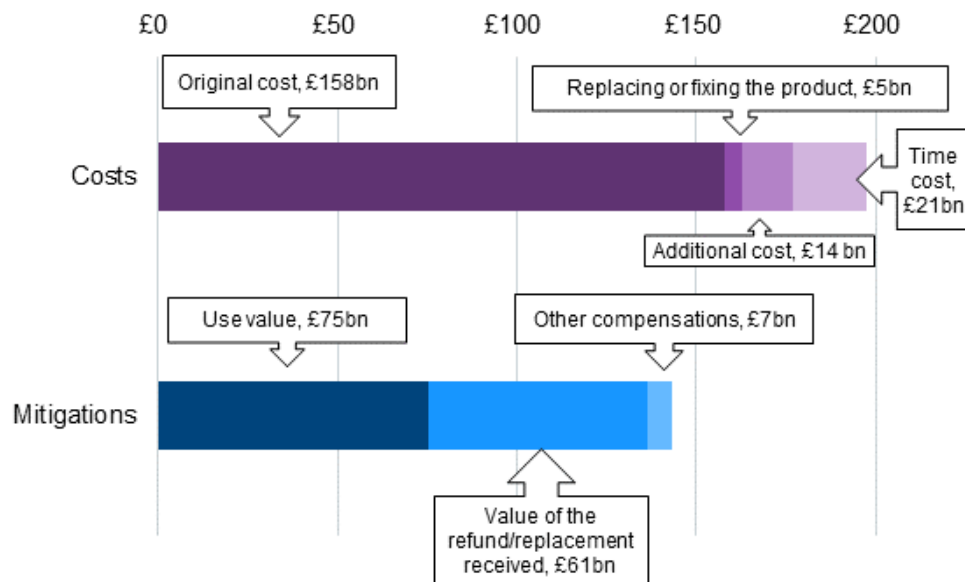 £0 £50 £100 £150 £200
Original cost, £158bn
Replacing or fixing the product, £5bn
Costs
Time
cost,
£21bn
Additional cost, £14 bn
Use value, £75bn
Other compensations, £7bn
Mitigations
Value of the
refund/replacement
received, £61bn